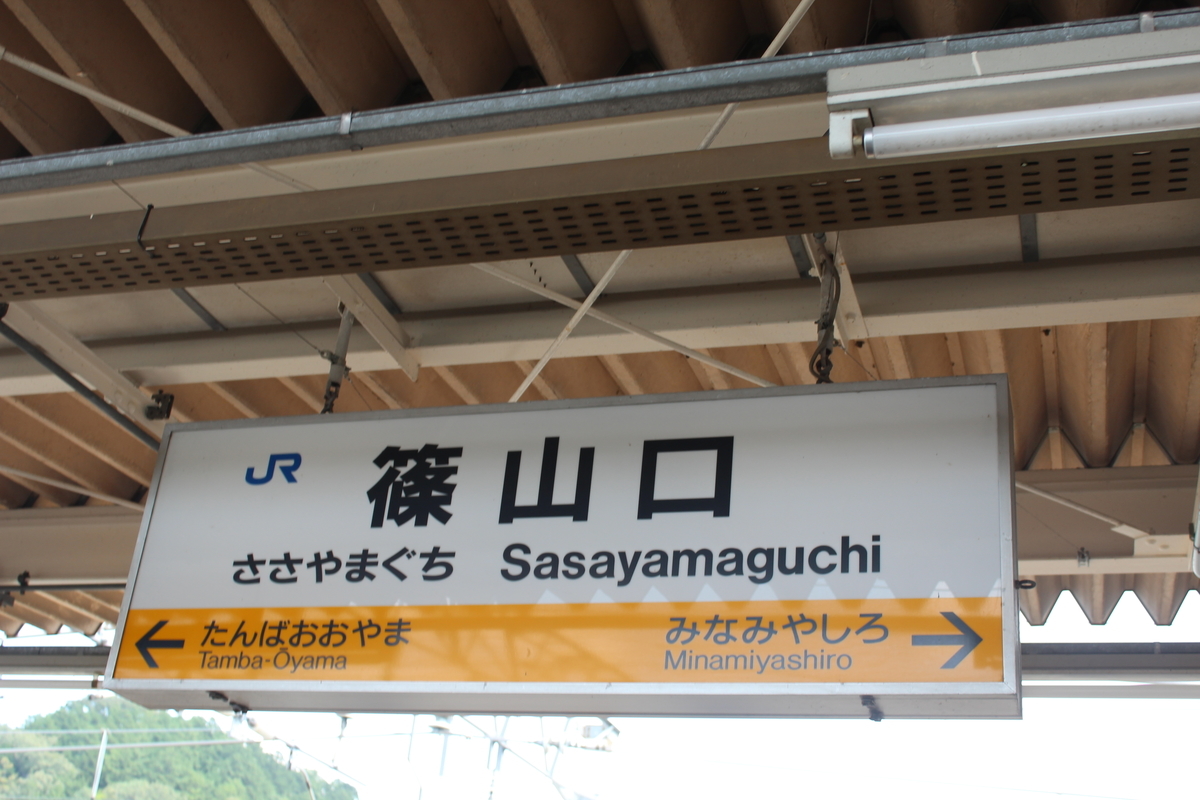 JR 篠山口
ささやまぐち Sasayamaguchi
たんばおおやま みなみやしろ
Tamba-Ōyama Minamiyashiro